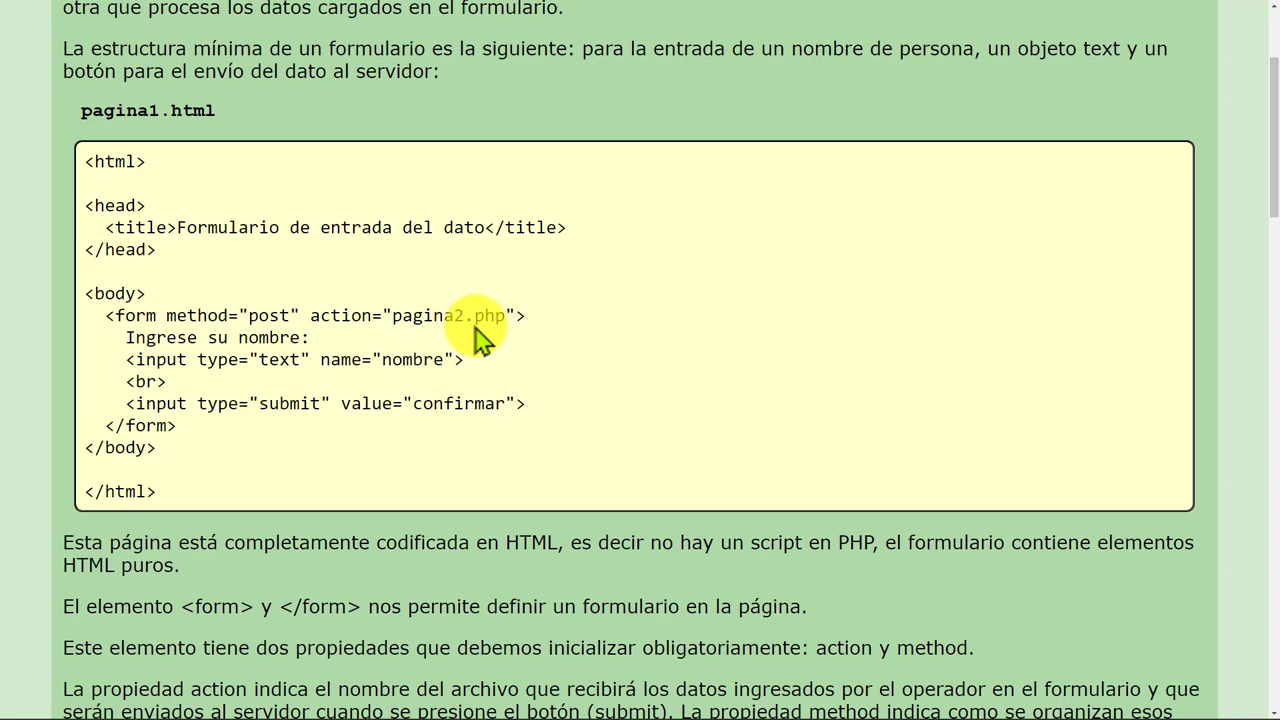 otra que procesa los datos cargados en el formulario.
La estructura mínima de un formulario es la siguiente: para la entrada de un nombre de persona, un objeto text y un
botón para el envío del dato al servidor:
pagina1.html
<html>
<head>
<title>Formulario de entrada del dato</title>
</head>
<body>
<form method="post" action="pagina2.php">
Ingrese su nombre:
<input type="text" name="nombre">
<br>
<input type="submit" value="confirmar">
</form>
</body>
</html>
Esta página está completamente codificada en HTML, es decir no hay un script en PHP, el formulario contiene elementos
HTML puros.
El elemento <form> y </form> nos permite definir un formulario en la página.
Este elemento tiene dos propiedades que debemos inicializar obligatoriamente: action y method.
La propiedad action indica el nombre del archivo que recibirá los datos ingresados por el operador en el formulario y que
serán enviados al servidor cuando se presione el botón (submit). La propiedad method indica como se organizan esos